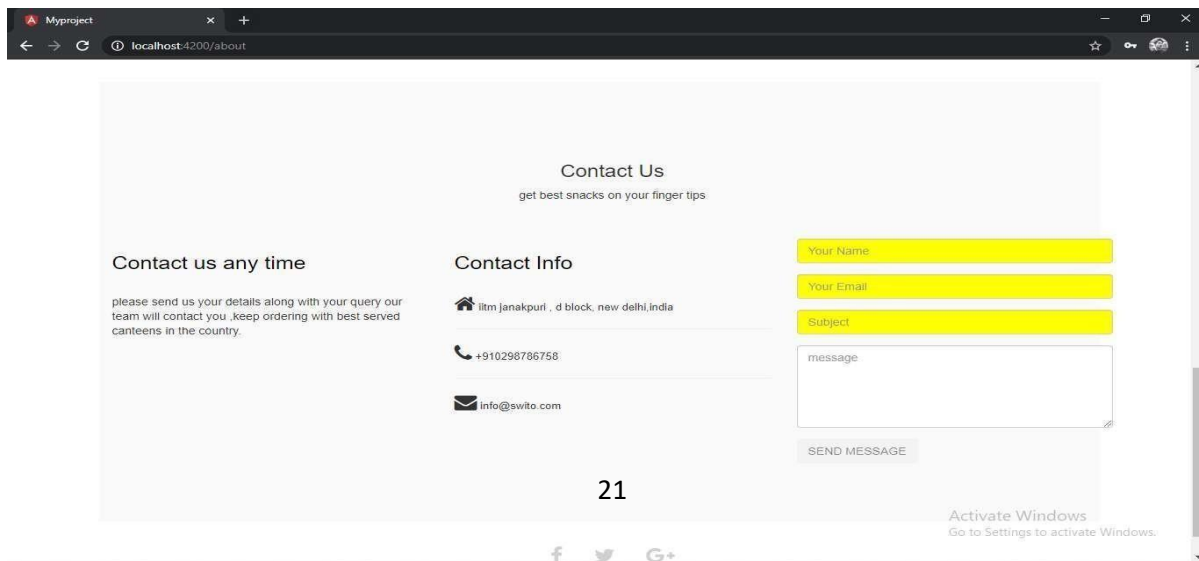 Myproject
localhost:4200/about
Contact Us
get best snacks on your finger tips
Contact us any time
please send us your details along with your query our
team will contact you ,keep ordering with best served
canteens in the country.
Contact Info
iitm janakpuri , d block, new delhi,india
+910298786758
info@swito.com
Your Name
Your Email
Subject
message
SEND MESSAGE
21
Activate Windows
Go to Settings to activate Windows.
f
G+